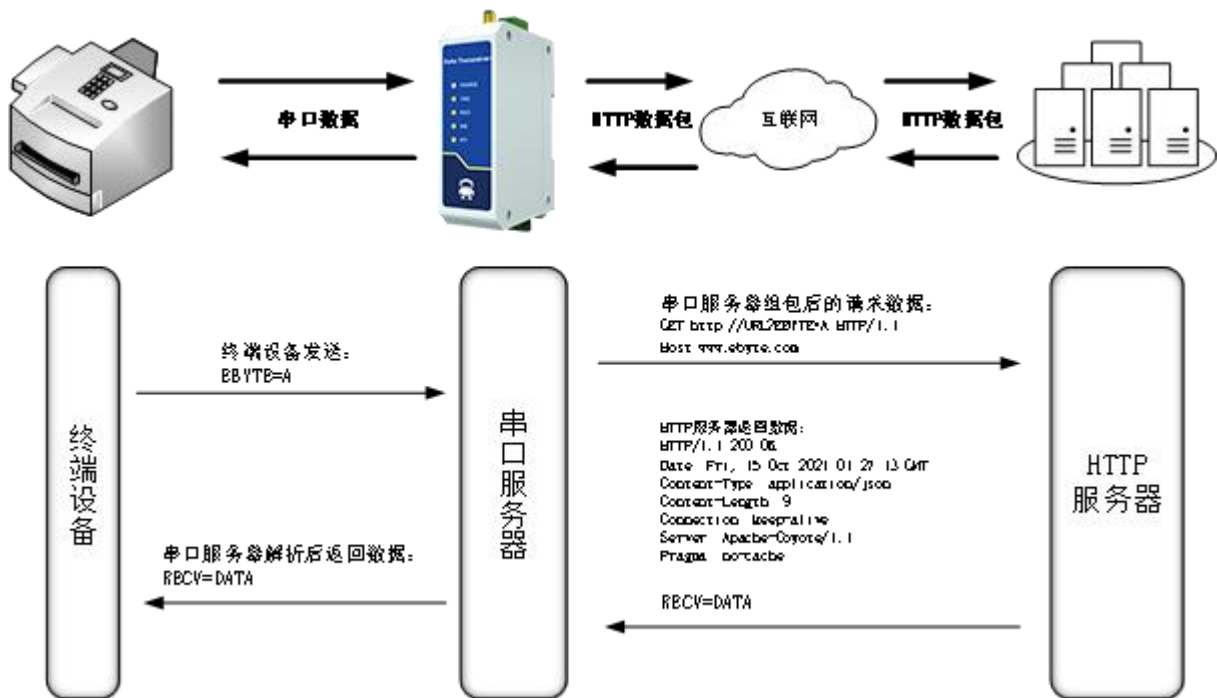 串口数据
HTTP数据包
互联网
HTTP数据包
串口服务器组包后的请求数据:
GET http://URL?EBYTE=A HTTP/1.1
Host www.ebyte.com
终端设备发送:
EBYTE=A
终端设备
串口服务器
HTTP服务器返回数据:
HTTP/1.1 200 OK
Date Fri, 15 Oct 2021 01 27 13 GMT
Content-Type application/json
Content-Length 9
Connection keep-alive
Server Apache-Coyote/1.1
Pragma no-cache
HTTP
服务器
串口服务器解析后返回数据:
RECV=DATA
RECV=DATA